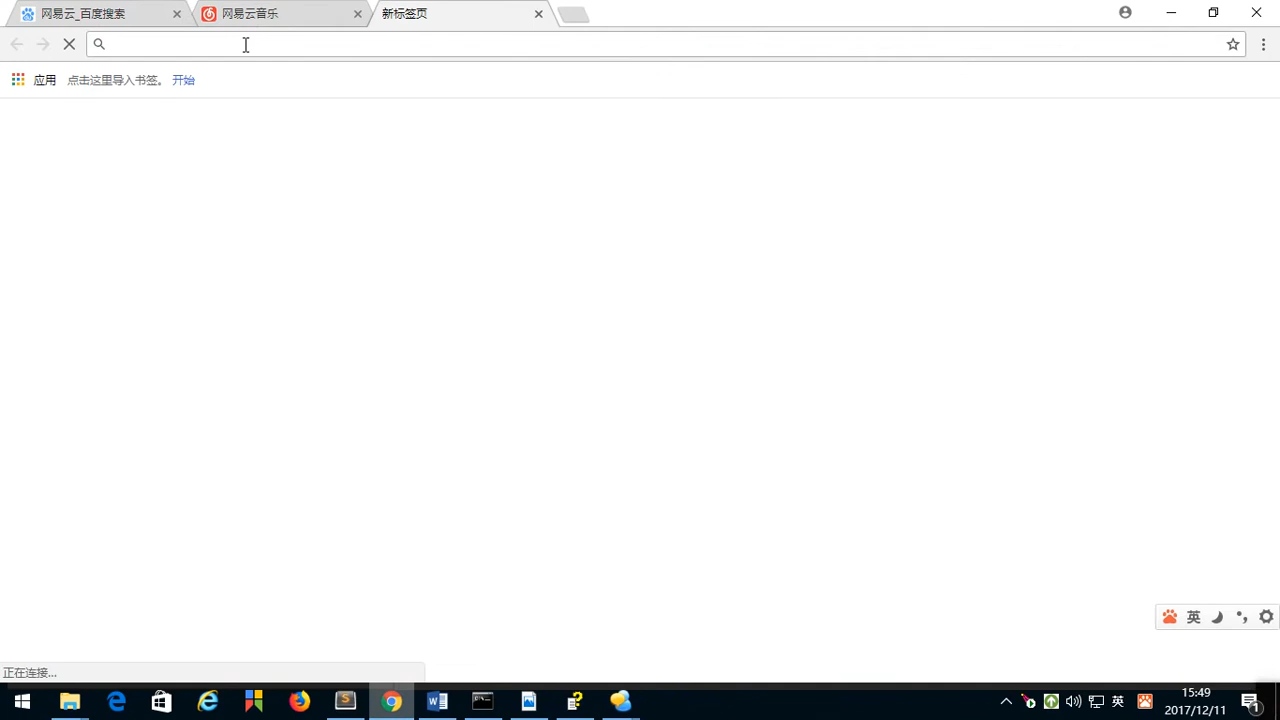 网易云_百度搜索
网易云音乐
新标签页
应用 点击这里导入书签。 开始
英
正在连接...
英
15:49
2017/12/11
1